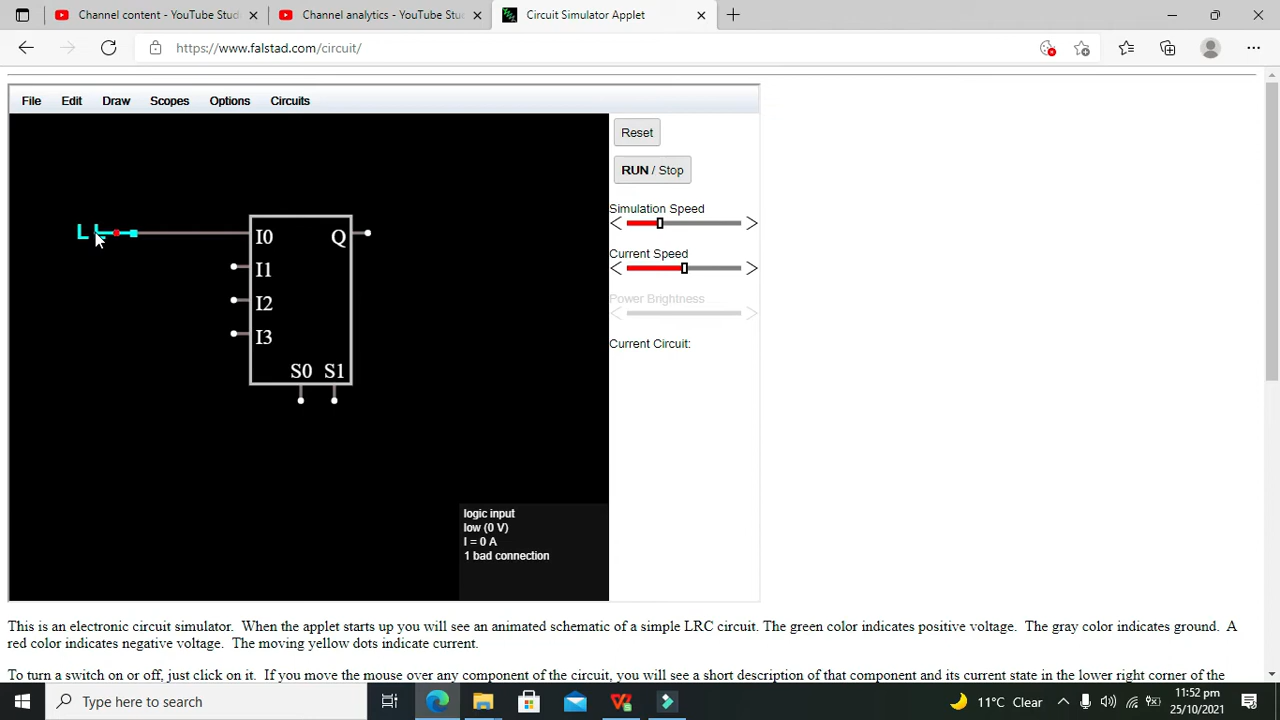 Channel content - YouTube Stud
Channel analytics - YouTube Stu
Circuit Simulator Applet
https://www.falstad.com/circuit/
File Edit Draw Scopes Options Circuits
Reset
RUN / Stop
Simulation Speed
Current Speed
Power Brightness
Current Circuit:
L L
I0 Q
I1
I2
I3
S0 S1
logic input
low (0 V)
I = 0 A
1 bad connection
This is an electronic circuit simulator. When the applet starts up you will see an animated schematic of a simple LRC circuit. The green color indicates positive voltage. The gray color indicates ground. A
red color indicates negative voltage. The moving yellow dots indicate current.
To turn a switch on or off, just click on it. If you move the mouse over any component of the circuit, you will see a short description of that component and its current state in the lower right corner of the
Type here to search
11°C Clear
11:52 pm
25/10/2021